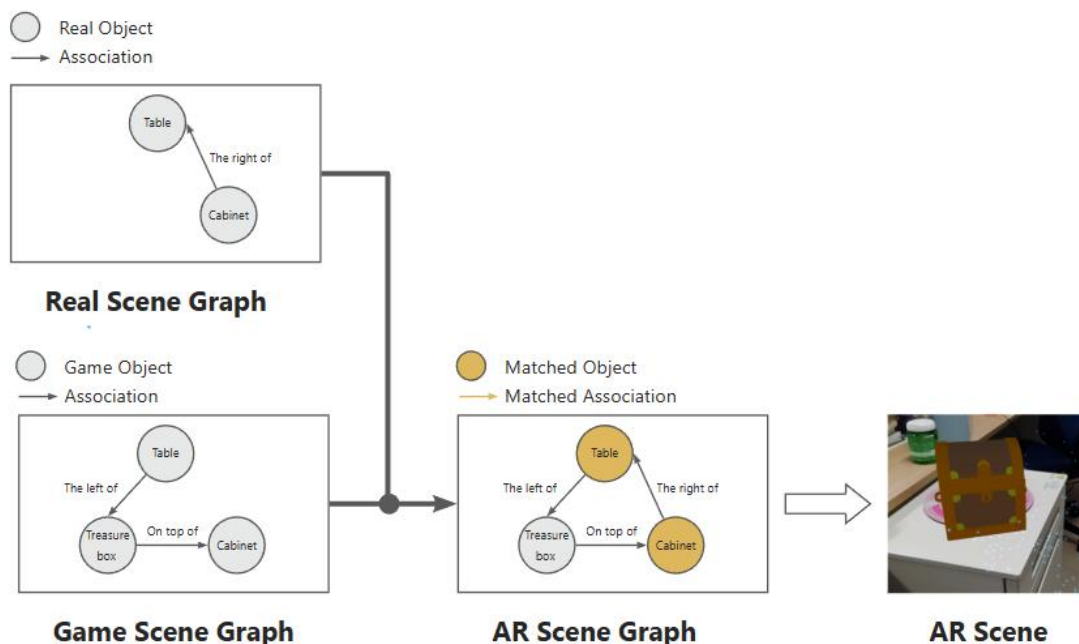 Real Object
Association
Table
The right of
Cabinet
Real Scene Graph
Game Object
Association
Table
The left of
Treasure
box
On top of
Cabinet
Game Scene Graph
Matched Object
Matched Association
Table
The left of
The right of
Treasure
box
On top of
Cabinet
AR Scene Graph
AR Scene